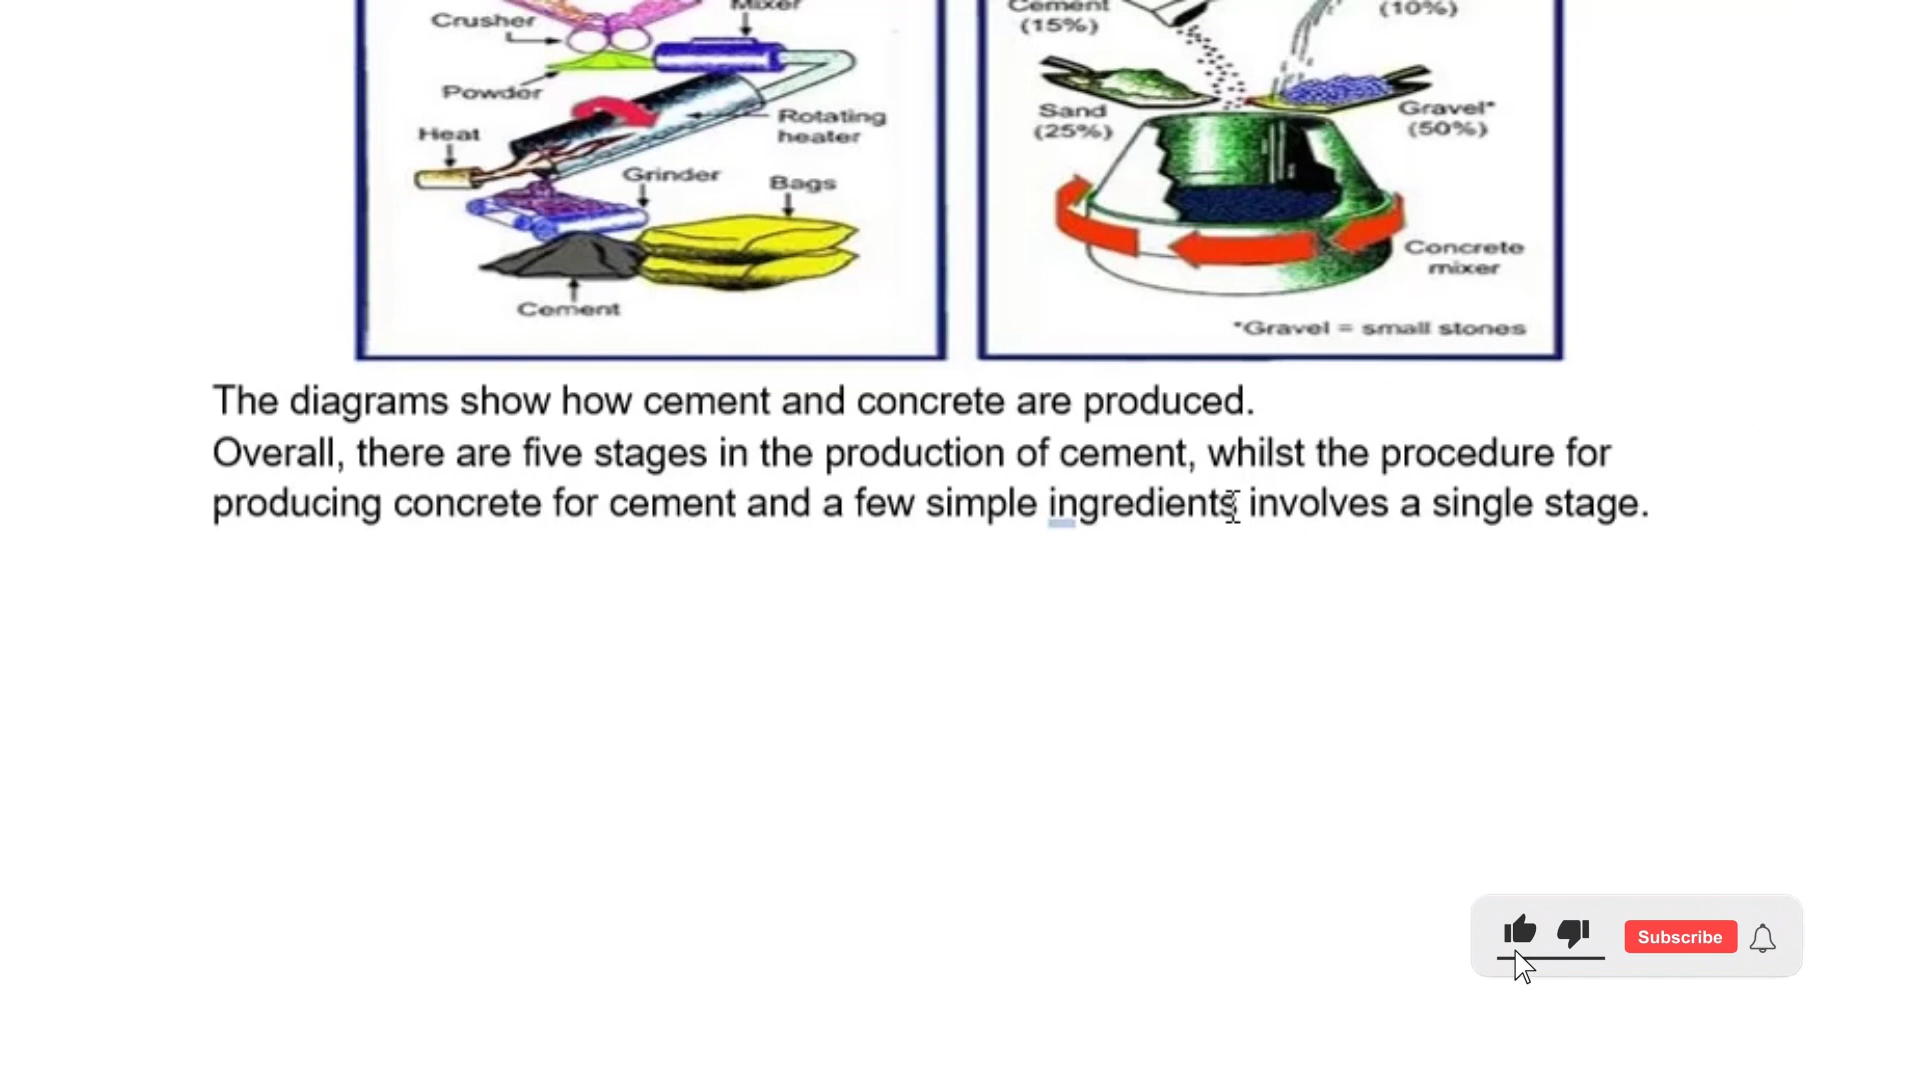 Crusher
Mixer
Powder
Rotating
heater
Heat
Grinder
Bags
Cement
Cement
(15%)
(10%)
Sand
(25%)
Gravel*
(50%)
Concrete
mixer
*Gravel = small stones
The diagrams show how cement and concrete are produced.
Overall, there are five stages in the production of cement, whilst the procedure for
producing concrete for cement and a few simple ingredients involves a single stage.
Subscribe